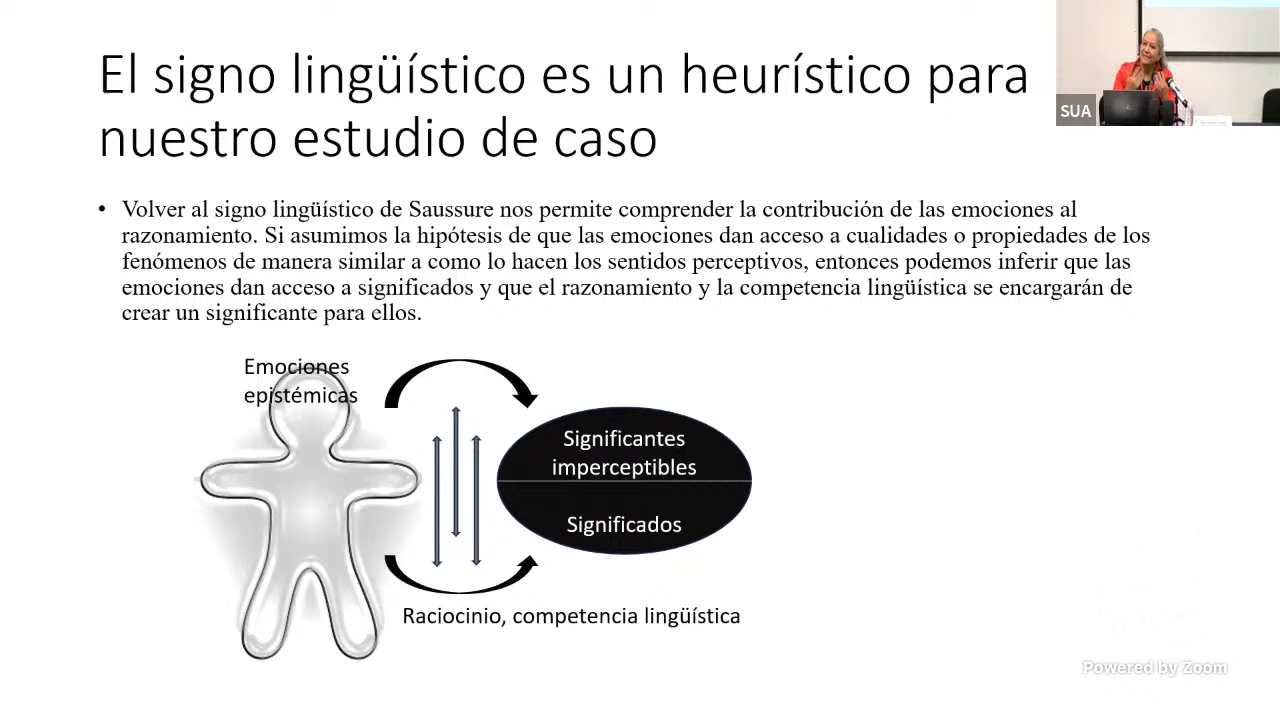 El signo lingüístico es un heurístico para
nuestro estudio de caso
SUA
• Volver al signo lingüístico de Saussure nos permite comprender la contribución de las emociones al
razonamiento. Si asumimos la hipótesis de que las emociones dan acceso a cualidades o propiedades de los
fenómenos de manera similar a como lo hacen los sentidos perceptivos, entonces podemos inferir que las
emociones dan acceso a significados y que el razonamiento y la competencia lingüística se encargarán de
crear un significante para ellos.
Emociones
epistémicas
Significantes
imperceptibles
Significados
Raciocinio, competencia lingüística
Powered by Zoom